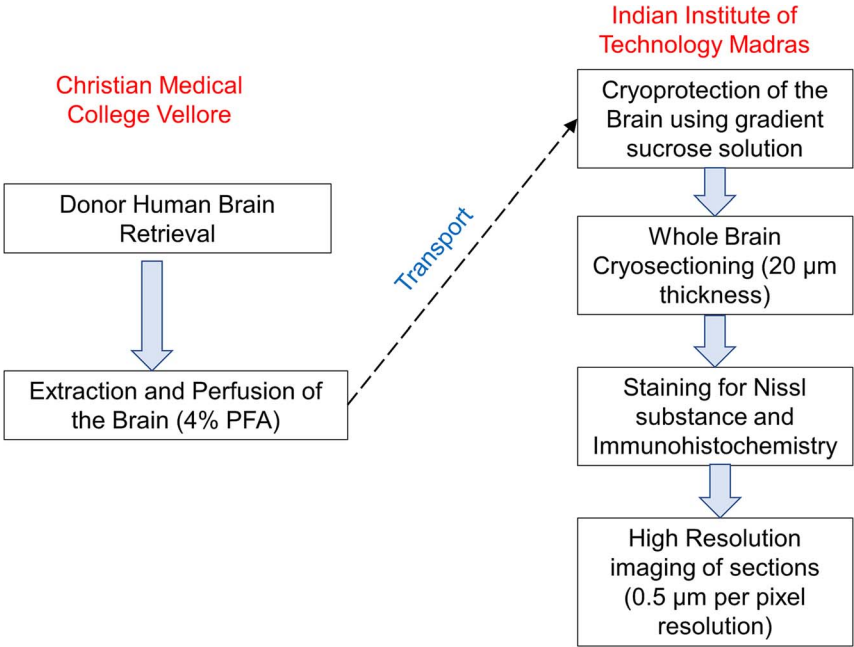 Christian Medical
College Vellore
Donor Human Brain
Retrieval
Extraction and Perfusion of
the Brain (4% PFA)
Transport
Indian Institute of
Technology Madras
Cryoprotection of the
Brain using gradient
sucrose solution
Whole Brain
Cryosectioning (20 µm
thickness)
Staining for Nissl
substance and
Immunohistochemistry
High Resolution
imaging of sections
(0.5 µm per pixel
resolution)